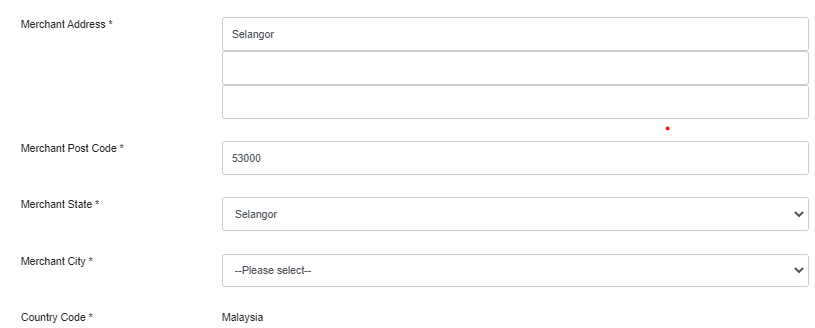 Merchant Address *
Selangor
Merchant Post Code *
53000
Merchant State *
Selangor
Merchant City *
--Please select--
Country Code *
Malaysia